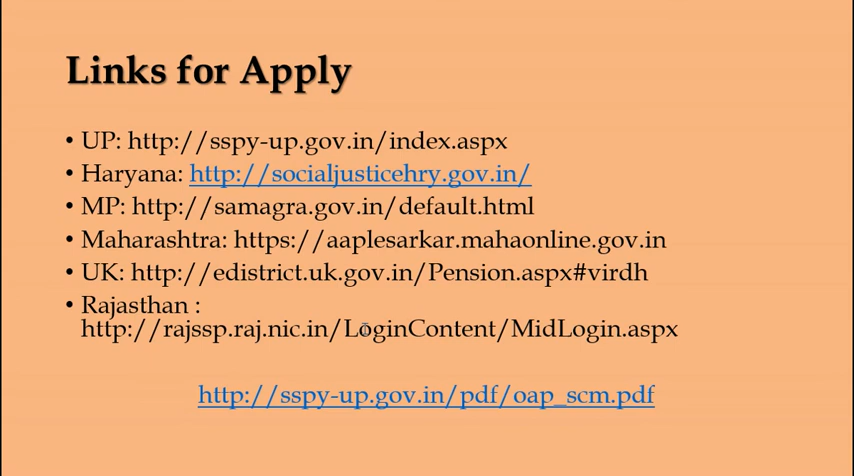 Links for Apply
• UP: http://sspy-up.gov.in/index.aspx
• Haryana: http://socialjusticehry.gov.in/
• MP: http://samagra.gov.in/default.html
• Maharashtra: https://aaplesarkar.mahaonline.gov.in
• UK: http://edistrict.uk.gov.in/Pension.aspx#virdh
• Rajasthan :
http://rajssp.raj.nic.in/LoginContent/MidLogin.aspx
http://sspy-up.gov.in/pdf/oap_scm.pdf